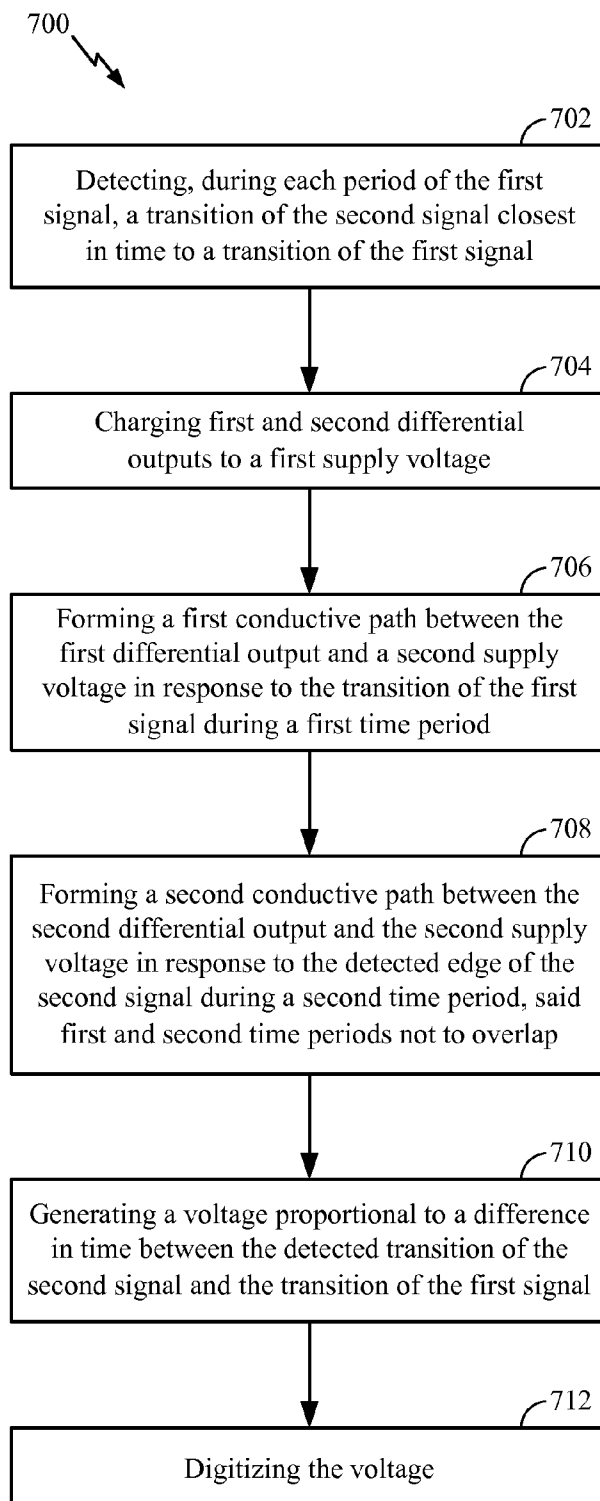 700
702
Detecting, during each period of the first
signal, a transition of the second signal closest
in time to a transition of the first signal
704
Charging first and second differential
outputs to a first supply voltage
706
Forming a first conductive path between the
first differential output and a second supply
voltage in response to the transition of the first
signal during a first time period
708
Forming a second conductive path between the
second differential output and the second supply
voltage in response to the detected edge of the
second signal during a second time period, said
first and second time periods not to overlap
710
Generating a voltage proportional to a difference
in time between the detected transition of the
second signal and the transition of the first signal
712
Digitizing the voltage